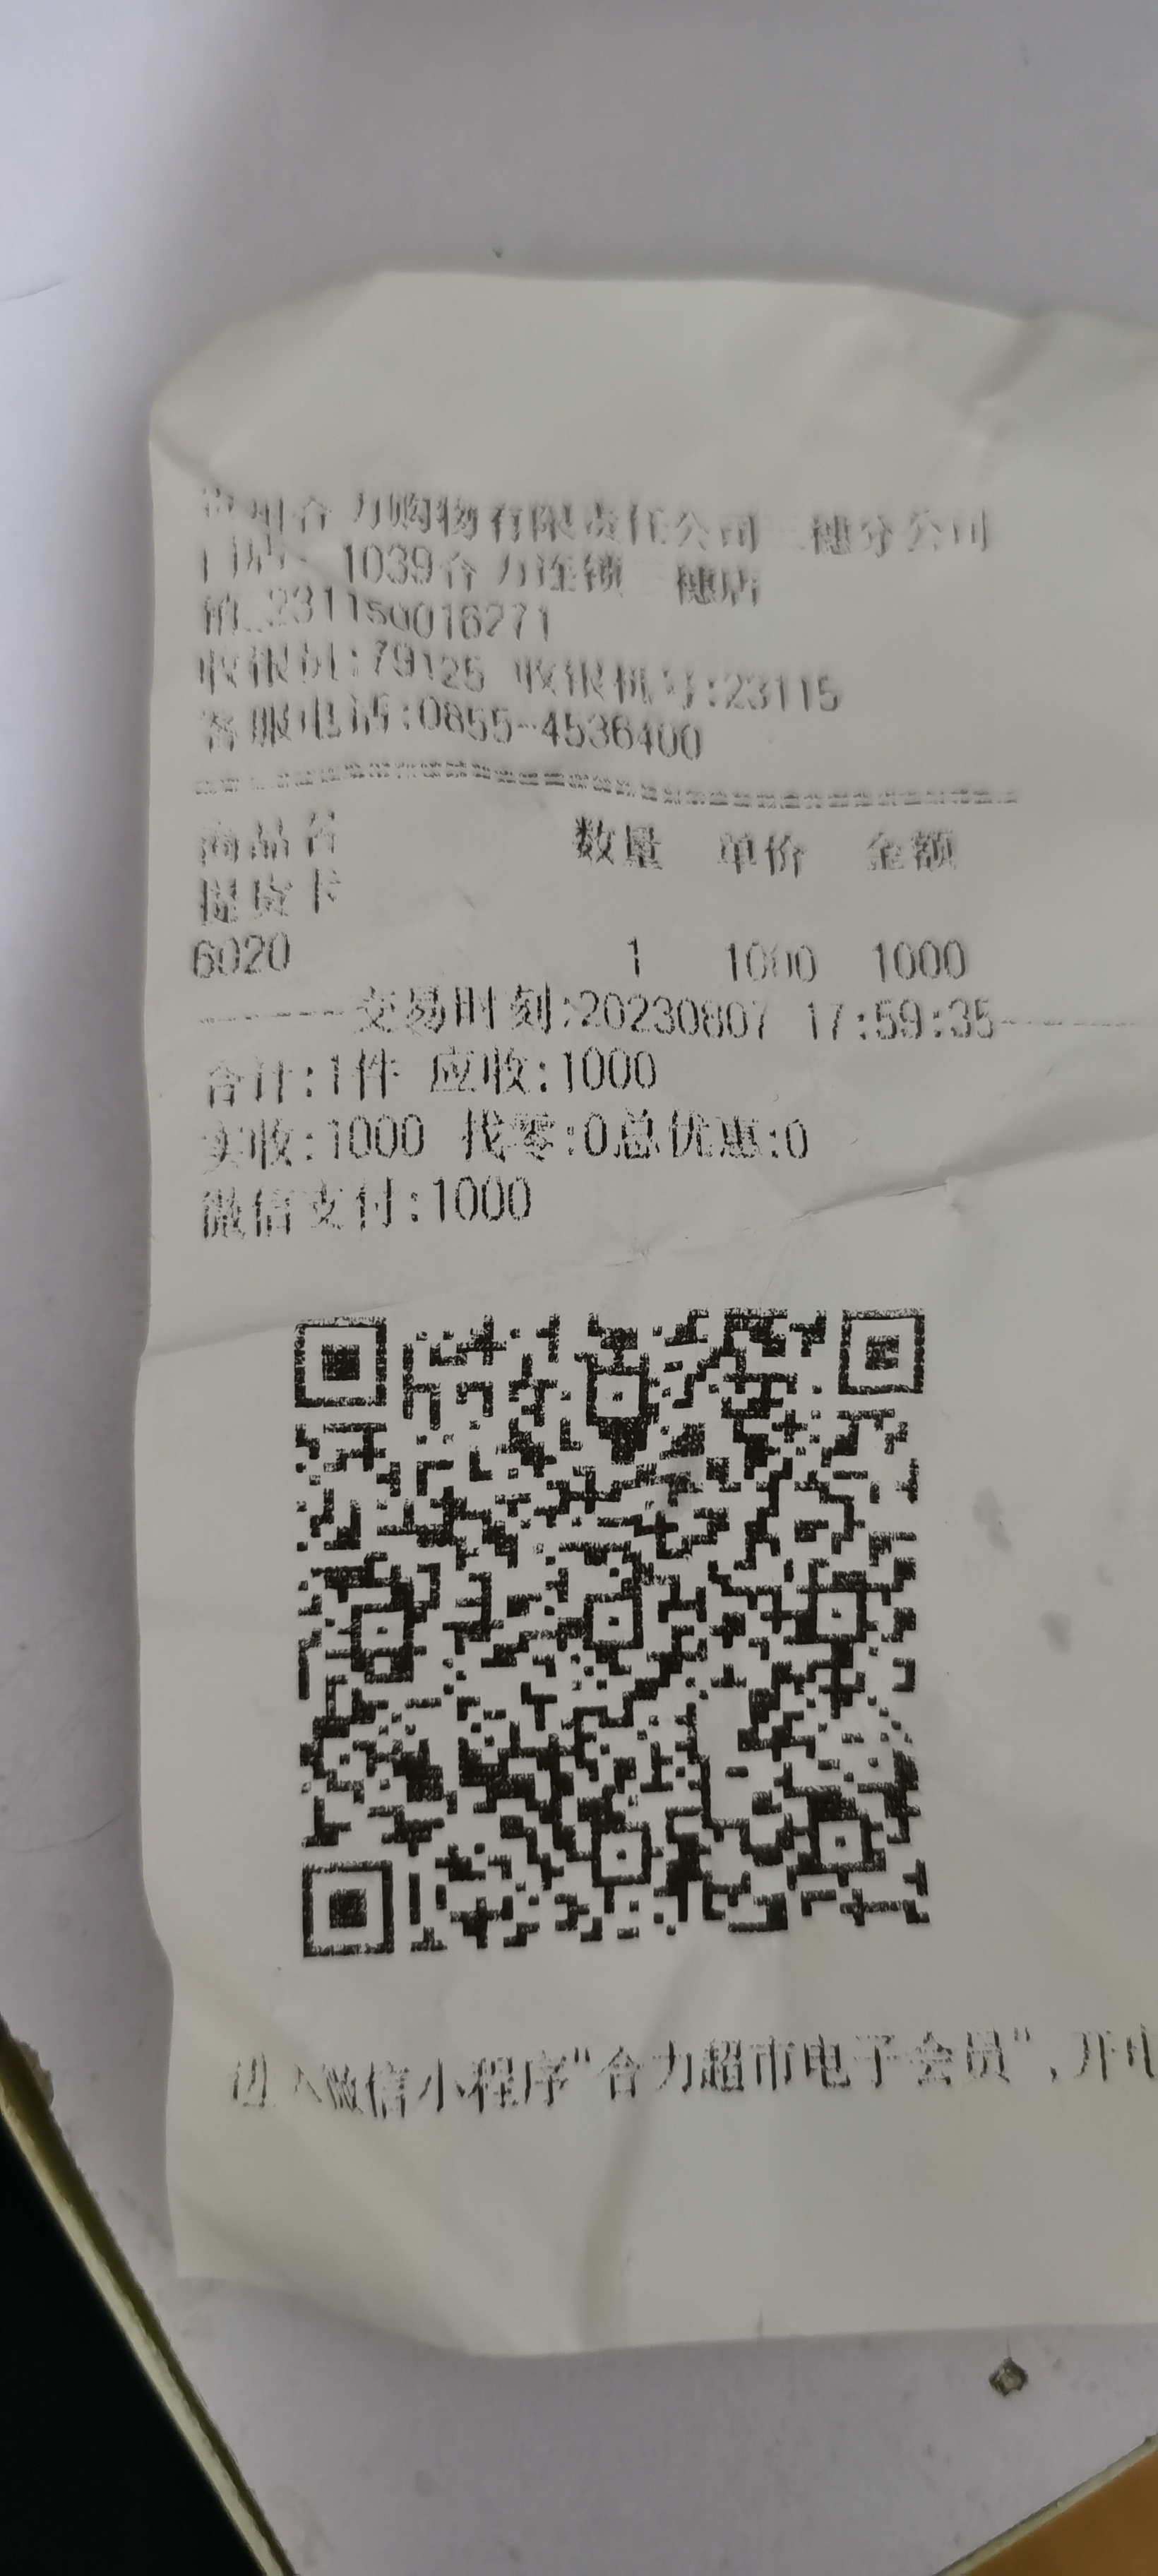 贵州合力购物有限责任公司三穗分公司
门店: 1039合力连锁三穗店
231150016271
收银员:79125 收银机号:23115
客服电话:0855-4536400
商品名 数量 单价 金额
提货卡
6020 1 1000 1000
交易时刻:20230807 17:59:35
合计:1件 应收:1000
实收:1000 找零:0总优惠:0
微信支付:1000
进入微信小程序"合力超市电子会员",开电